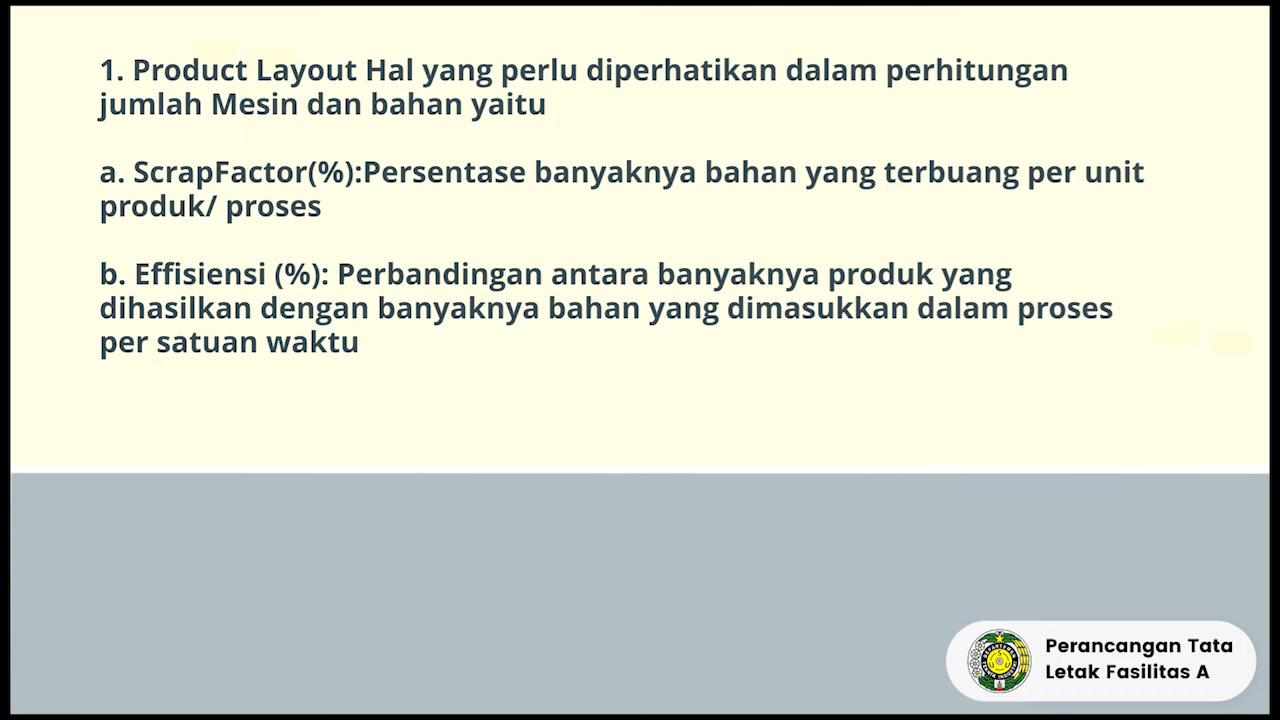 1. Product Layout Hal yang perlu diperhatikan dalam perhitungan
jumlah Mesin dan bahan yaitu
a. ScrapFactor(%):Persentase banyaknya bahan yang terbuang per unit
produk/ proses
b. Effisiensi (%): Perbandingan antara banyaknya produk yang
dihasilkan dengan banyaknya bahan yang dimasukkan dalam proses
per satuan waktu
Perancangan Tata
Letak Fasilitas A